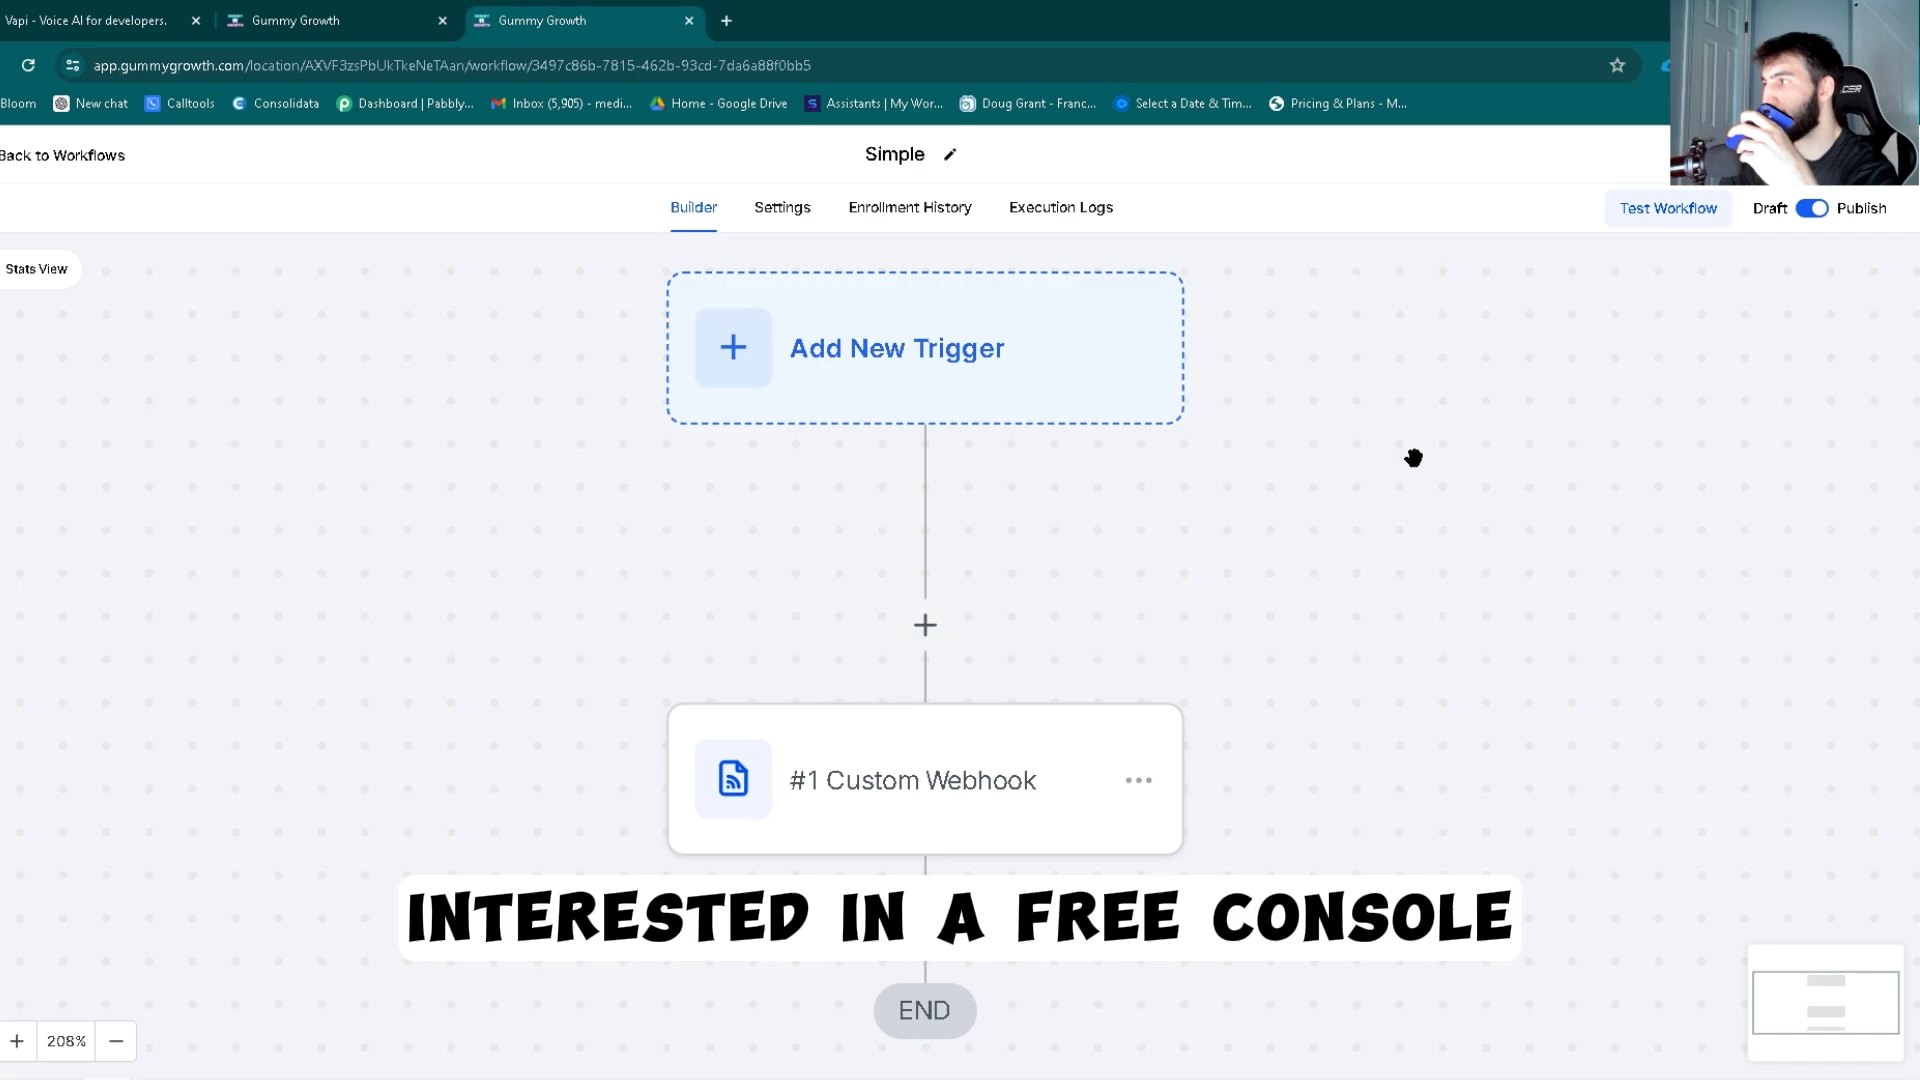 Vapi - Voice AI for developers.
Gummy Growth
Gummy Growth
app.gummygrowth.com/location/AXVF3zsPbUkTkeNeTAan/workflow/3497c86b-7815-462b-93cd-7da6a88f0bb5
Bloom
New chat
Calltools
Consolidata
Dashboard | Pabbly...
Inbox (5,905) - medi...
Home - Google Drive
Assistants | My Wor...
Doug Grant - Franc...
Select a Date & Tim...
Pricing & Plans - M...
Back to Workflows
Simple
Builder
Settings
Enrollment History
Execution Logs
Test Workflow
Draft
Publish
Stats View
Add New Trigger
#1 Custom Webhook
INTERESTED IN A FREE CONSOLE
END
208%